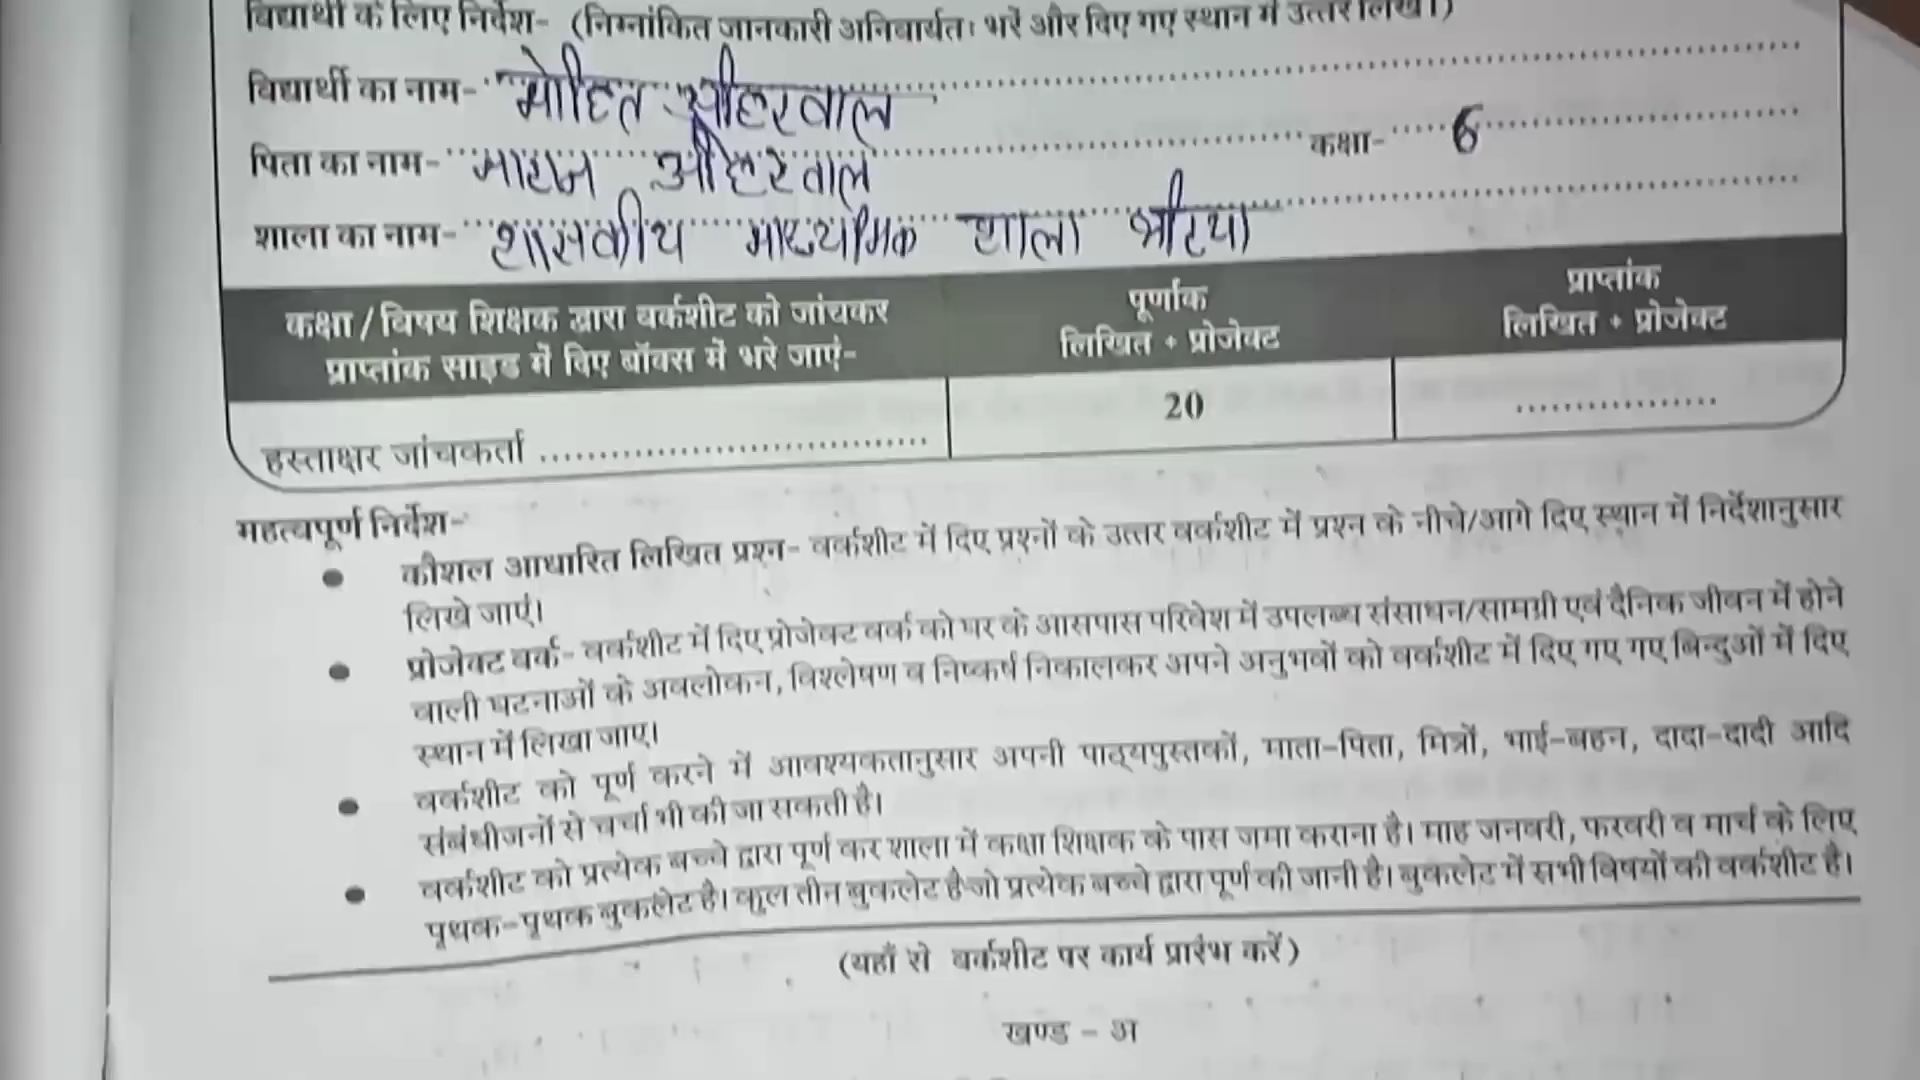 विद्यार्थी के लिए निर्देश- (निम्नांकित जानकारी अनिवार्यतः भरें और दिए गए स्थान में उत्तर लिखें।)
विद्यार्थी का नाम- मोहित अहिरवाल
पिता का नाम- अहिरवाल कक्षा- 6
शाला का नाम- शासकीय माध्यमिक शाला
कक्षा / विषय शिक्षक द्वारा वर्कशीट को जांचकर
प्राप्तांक साइड में दिए बॉक्स में भरे जाएं-
पूर्णांक
लिखित + प्रोजेक्ट
प्राप्तांक
लिखित + प्रोजेक्ट
हस्ताक्षर जांचकर्ता ....................................
20
.................
महत्वपूर्ण निर्देश-
● कौशल आधारित लिखित प्रश्न- वर्कशीट में दिए प्रश्नों के उत्तर वर्कशीट में प्रश्न के नीचे/आगे दिए स्थान में निर्देशानुसार
लिखे जाएं।
● प्रोजेक्ट वर्क- वर्कशीट में दिए प्रोजेक्ट वर्क को घर के आसपास परिवेश में उपलब्ध संसाधन/सामग्री एवं दैनिक जीवन में होने
वाली घटनाओं के अवलोकन, विश्लेषण व निष्कर्ष निकालकर अपने अनुभवों को वर्कशीट में दिए गए गए बिन्दुओं में दिए
स्थान में लिखा जाए।
● वर्कशीट को पूर्ण करने में आवश्यकतानुसार अपनी पाठ्यपुस्तकों, माता-पिता, मित्रों, भाई-बहन, दादा-दादी आदि
संबंधीजनों से चर्चा भी की जा सकती है।
● वर्कशीट को प्रत्येक बच्चे द्वारा पूर्ण कर शाला में कक्षा शिक्षक के पास जमा कराना है। माह जनवरी, फरवरी व मार्च के लिए
पृथक-पृथक बुकलेट है। कुल तीन बुकलेट है जो प्रत्येक बच्चे द्वारा पूर्ण की जानी है। बुकलेट में सभी विषयों की वर्कशीट है।
(यहाँ से वर्कशीट पर कार्य प्रारंभ करें)
खण्ड - अ